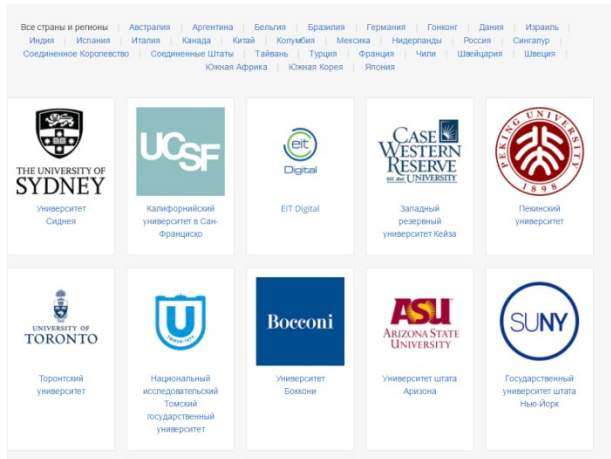 Все страны и регионы | Австралия | Аргентина | Бельгия | Бразилия | Германия | Гонконг | Дания | Израиль |
Индия | Испания | Италия | Канада | Китай | Колумбия | Мексика | Нидерланды | Россия | Сингапур |
Соединенное Королевство | Соединенные Штаты | Тайвань | Турция | Франция | Чили | Швейцария | Швеция |
Южная Африка | Южная Корея | Япония
THE UNIVERSITY OF
SYDNEY
Университет
Сиднея
UCSF
Калифорнийский
университет в Сан-
Франциско
eit
Digital
EIT Digital
CASE
WESTERN
RESERVE
UNIVERSITY
Западный
резервный
университет Кейза
PEKING UNIVERSITY
1898
Пекинский
университет
UNIVERSITY OF
TORONTO
Торонтский
университет
Национальный
исследовательский
Томский
государственный
университет
Bocconi
Университет
Боккони
ASU
ARIZONA STATE
UNIVERSITY
Университет штата
Аризона
SUNY
Государственный
университет штата
Нью-Йорк